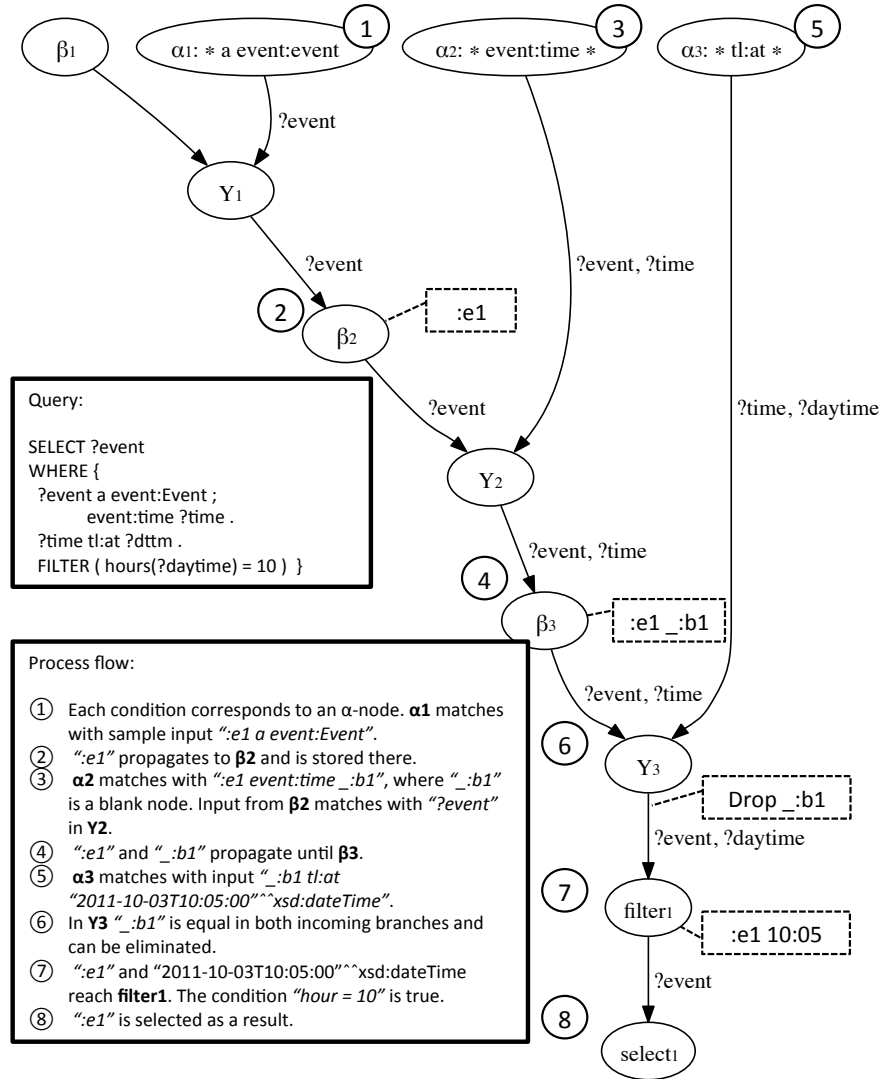 β1
α1: * a event:event
1
α2: * event:time *
3
α3: * tl:at *
5
?event
Y1
?event
?event, ?time
2
:e1
β2
Query:
SELECT ?event
WHERE {
?event a event:Event ;
event:time ?time .
?time tl:at ?dttm .
FILTER ( hours(?daytime) = 10 ) }
?event
?time, ?daytime
Y2
?event, ?time
4
β3
:e1 _:b1
Process flow:
① Each condition corresponds to an α-node. α1 matches
with sample input “:e1 a event:Event”.
② “:e1” propagates to β2 and is stored there.
③ α2 matches with “:e1 event:time _:b1”, where “_:b1”
is a blank node. Input from β2 matches with “?event”
in Y2.
④ “:e1” and “_:b1” propagate until β3.
⑤ α3 matches with input “_:b1 tl:at
“2011-10-03T10:05:00”^^xsd:dateTime”.
⑥ In Y3 “_:b1” is equal in both incoming branches and
can be eliminated.
⑦ “:e1” and “2011-10-03T10:05:00”^^xsd:dateTime
reach filter1. The condition “hour = 10” is true.
⑧ “:e1” is selected as a result.
?event, ?time
6
Y3
Drop _:b1
?event, ?daytime
7
filter1
:e1 10:05
?event
8
select1